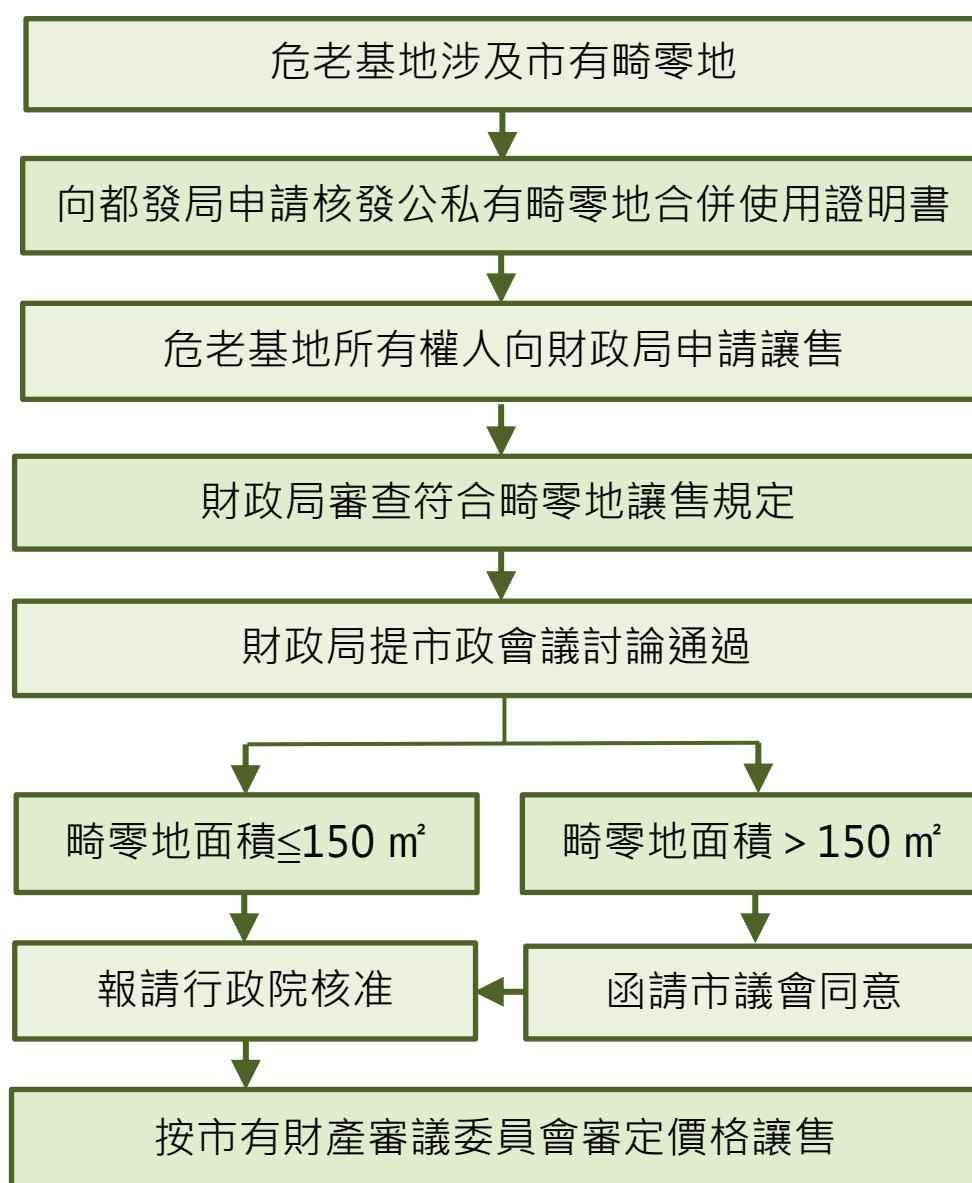 危老基地涉及市有畸零地
向都發局申請核發公私有畸零地合併使用證明書
危老基地所有權人向財政局申請讓售
財政局審查符合畸零地讓售規定
財政局提市政會議討論通過
畸零地面積≦150 ㎡
畸零地面積 > 150 ㎡
報請行政院核准
函請市議會同意
按市有財產審議委員會審定價格讓售